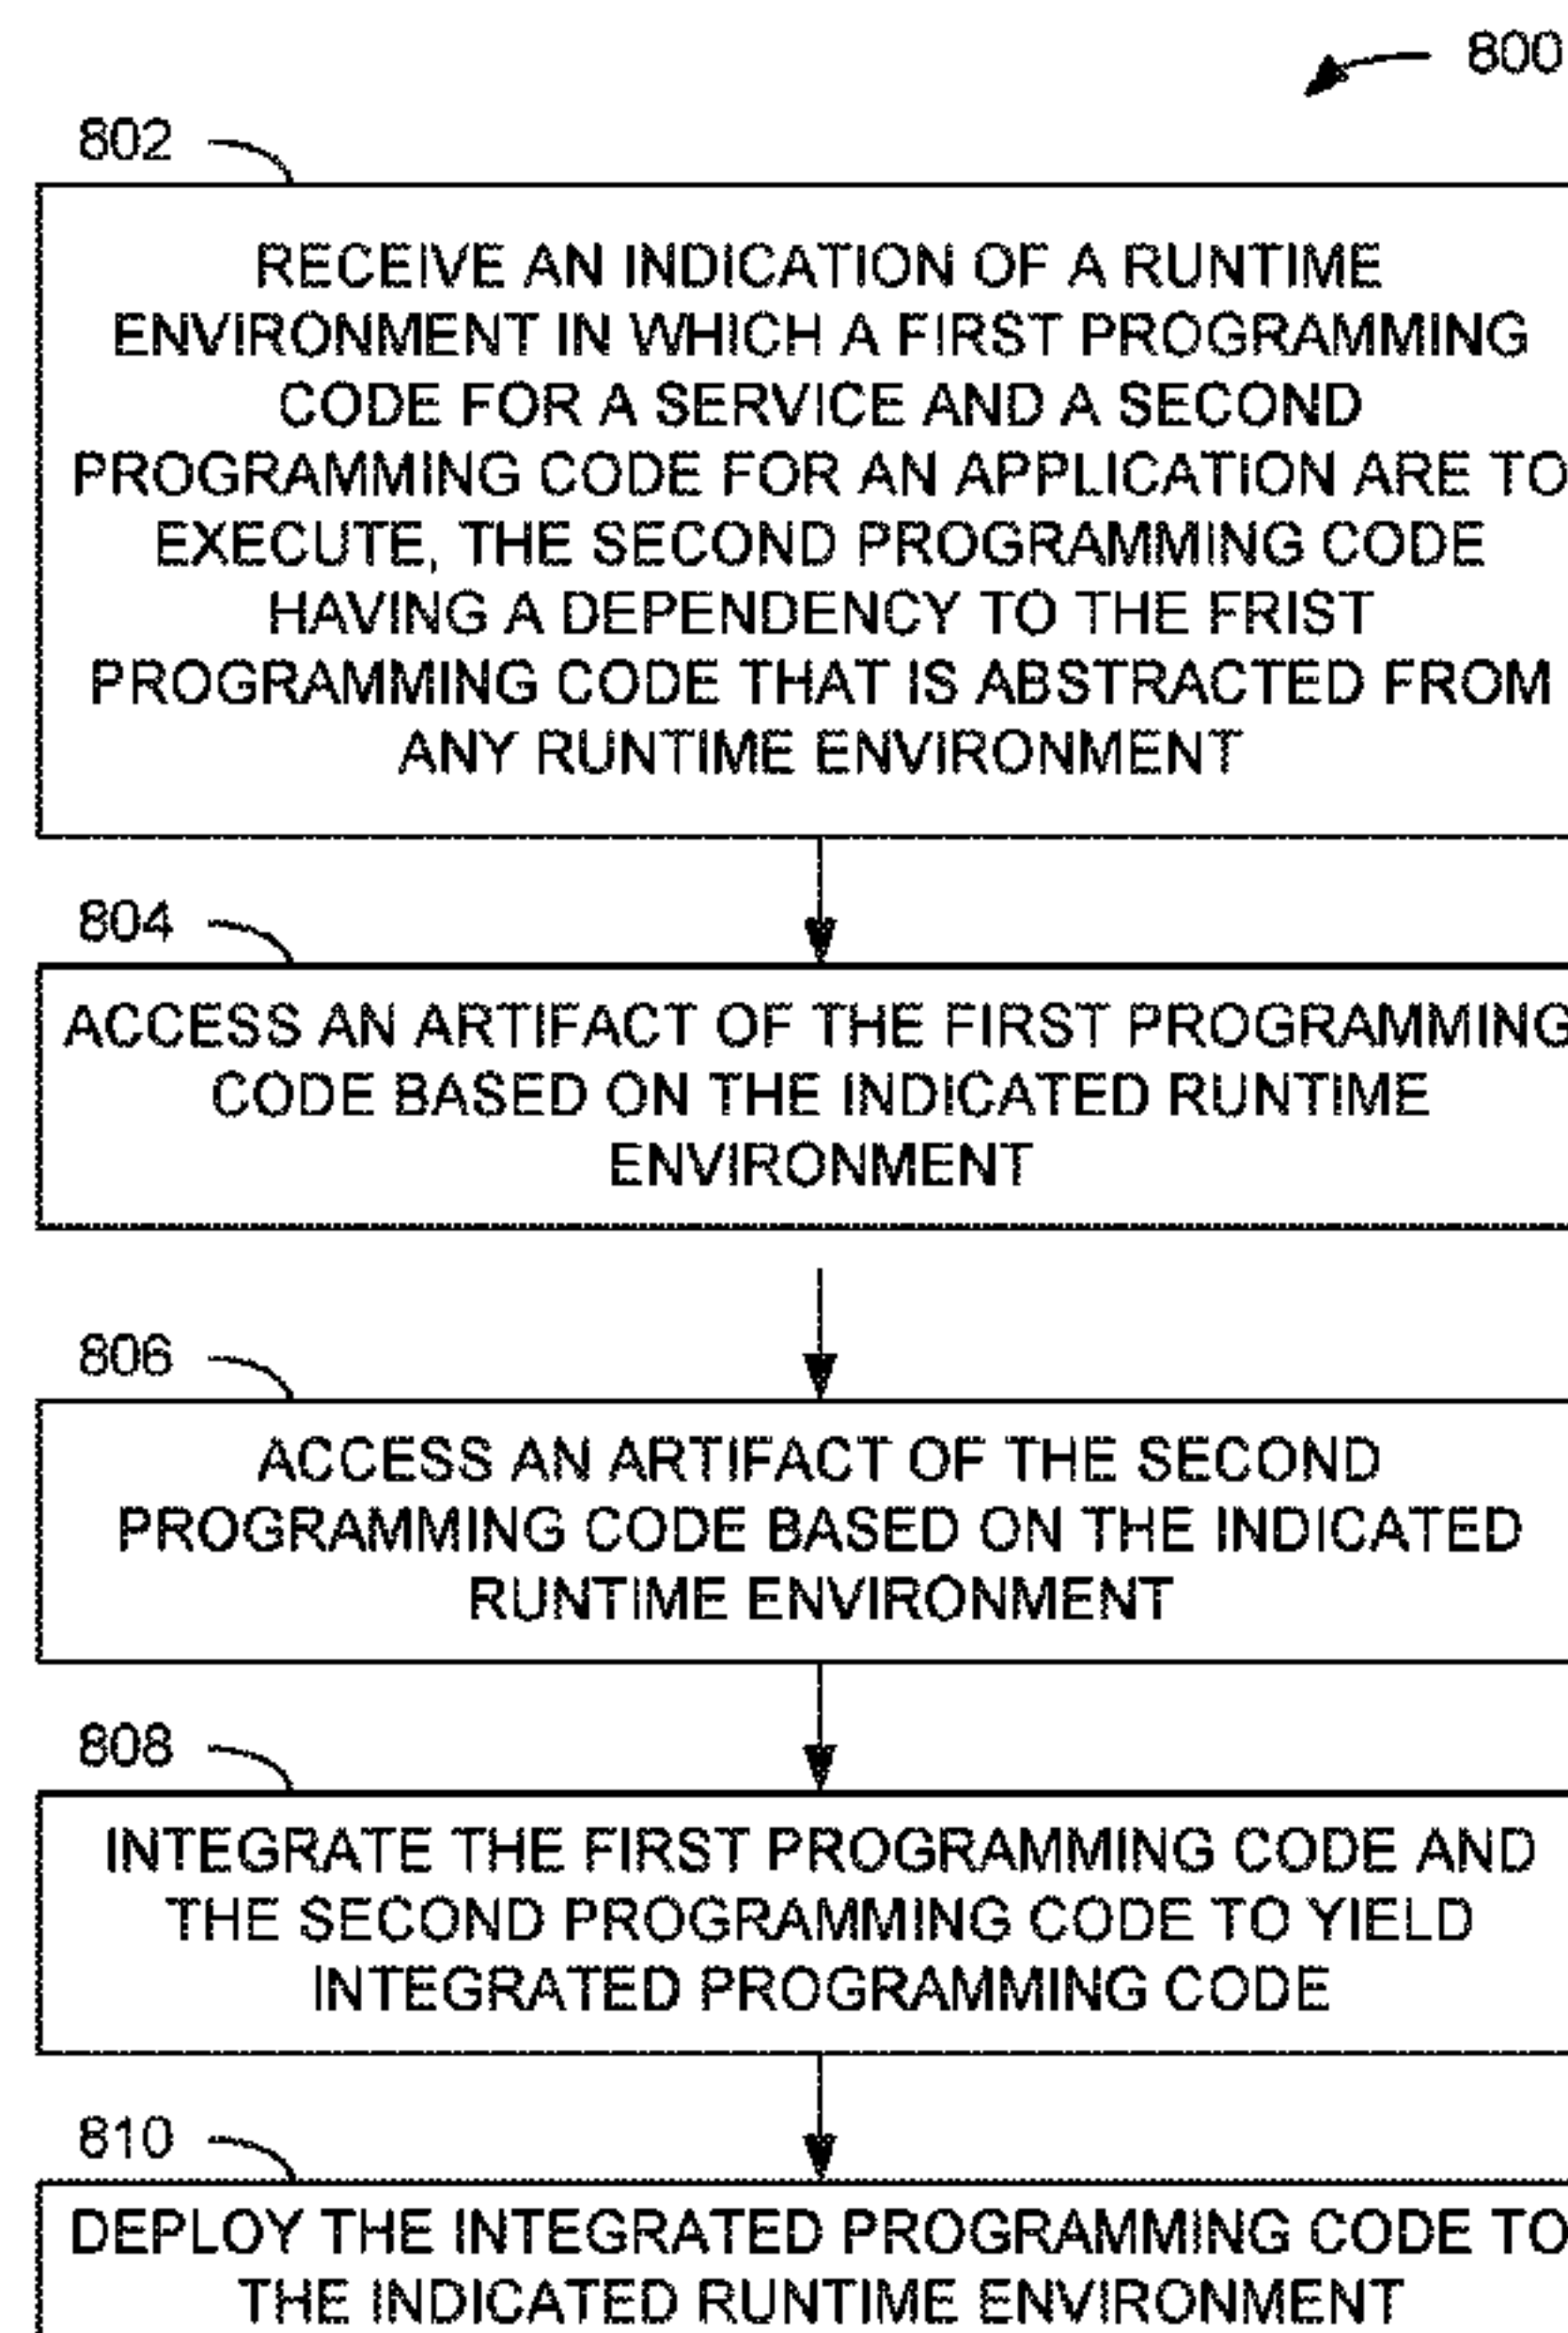 800
802
RECEIVE AN INDICATION OF A RUNTIME
ENVIRONMENT IN WHICH A FIRST PROGRAMMING
CODE FOR A SERVICE AND A SECOND
PROGRAMMING CODE FOR AN APPLICATION ARE TO
EXECUTE, THE SECOND PROGRAMMING CODE
HAVING A DEPENDENCY TO THE FRIST
PROGRAMMING CODE THAT IS ABSTRACTED FROM
ANY RUNTIME ENVIRONMENT
804
ACCESS AN ARTIFACT OF THE FIRST PROGRAMMING
CODE BASED ON THE INDICATED RUNTIME
ENVIRONMENT
806
ACCESS AN ARTIFACT OF THE SECOND
PROGRAMMING CODE BASED ON THE INDICATED
RUNTIME ENVIRONMENT
808
INTEGRATE THE FIRST PROGRAMMING CODE AND
THE SECOND PROGRAMMING CODE TO YIELD
INTEGRATED PROGRAMMING CODE
810
DEPLOY THE INTEGRATED PROGRAMMING CODE TO
THE INDICATED RUNTIME ENVIRONMENT